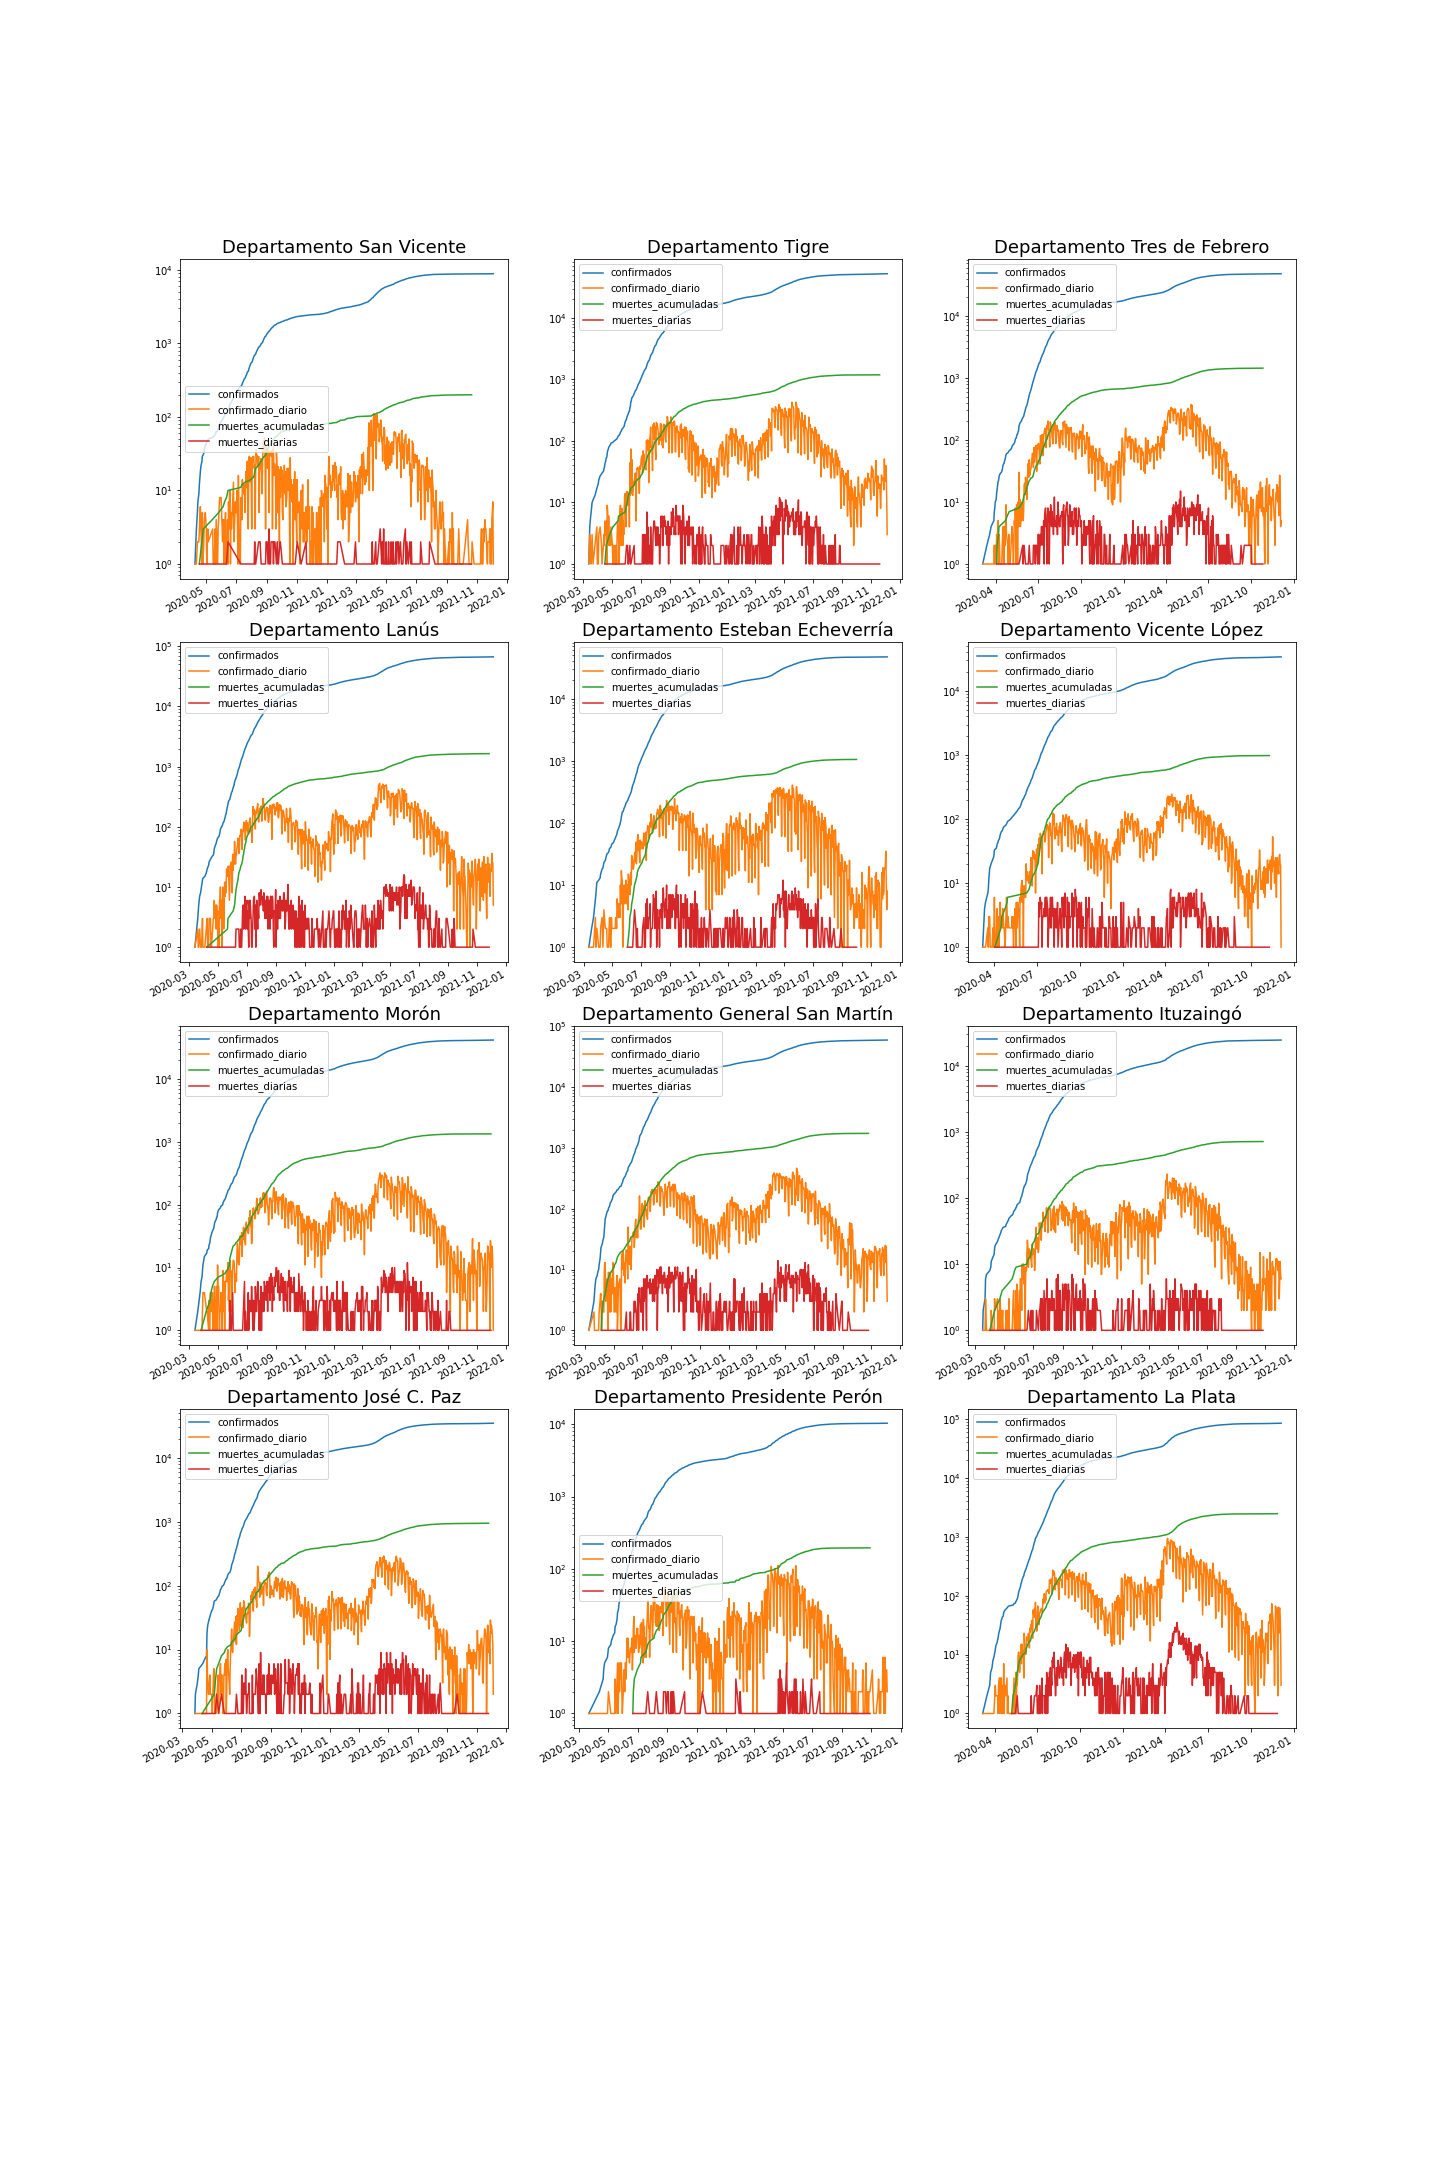 Departamento San Vicente
10⁴
10³
10²
10¹
10⁰
confirmados
confirmado_diario
muertes_acumuladas
muertes_diarias
2020-05 2020-07 2020-09 2020-11 2021-01 2021-03 2021-05 2021-07 2021-09 2021-11 2022-01
Departamento Tigre
confirmados
confirmado_diario
muertes_acumuladas
muertes_diarias
10⁴
10³
10²
10¹
10⁰
2020-03 2020-05 2020-07 2020-09 2020-11 2021-01 2021-03 2021-05 2021-07 2021-09 2021-11 2022-01
Departamento Tres de Febrero
confirmados
confirmado_diario
muertes_acumuladas
muertes_diarias
10⁴
10³
10²
10¹
10⁰
2020-04 2020-07 2020-10 2021-01 2021-04 2021-07 2021-10 2022-01
Departamento Lanús
confirmados
confirmado_diario
muertes_acumuladas
muertes_diarias
10⁵
10⁴
10³
10²
10¹
10⁰
2020-03 2020-05 2020-07 2020-09 2020-11 2021-01 2021-03 2021-05 2021-07 2021-09 2021-11 2022-01
Departamento Esteban Echeverría
confirmados
confirmado_diario
muertes_acumuladas
muertes_diarias
10⁴
10³
10²
10¹
10⁰
2020-03 2020-05 2020-07 2020-09 2020-11 2021-01 2021-03 2021-05 2021-07 2021-09 2021-11 2022-01
Departamento Vicente López
confirmados
confirmado_diario
muertes_acumuladas
muertes_diarias
10⁴
10³
10²
10¹
10⁰
2020-04 2020-07 2020-10 2021-01 2021-04 2021-07 2021-10 2022-01
Departamento Morón
confirmados
confirmado_diario
muertes_acumuladas
muertes_diarias
10⁴
10³
10²
10¹
10⁰
2020-03 2020-05 2020-07 2020-09 2020-11 2021-01 2021-03 2021-05 2021-07 2021-09 2021-11 2022-01
Departamento General San Martín
confirmados
confirmado_diario
muertes_acumuladas
muertes_diarias
10⁵
10⁴
10³
10²
10¹
10⁰
2020-03 2020-05 2020-07 2020-09 2020-11 2021-01 2021-03 2021-05 2021-07 2021-09 2021-11 2022-01
Departamento Ituzaingó
confirmados
confirmado_diario
muertes_acumuladas
muertes_diarias
10⁴
10³
10²
10¹
10⁰
2020-03 2020-05 2020-07 2020-09 2020-11 2021-01 2021-03 2021-05 2021-07 2021-09 2021-11 2022-01
Departamento José C. Paz
confirmados
confirmado_diario
muertes_acumuladas
muertes_diarias
10⁴
10³
10²
10¹
10⁰
2020-03 2020-05 2020-07 2020-09 2020-11 2021-01 2021-03 2021-05 2021-07 2021-09 2021-11 2022-01
Departamento Presidente Perón
10⁴
10³
10²
10¹
10⁰
confirmados
confirmado_diario
muertes_acumuladas
muertes_diarias
2020-03 2020-05 2020-07 2020-09 2020-11 2021-01 2021-03 2021-05 2021-07 2021-09 2021-11 2022-01
Departamento La Plata
confirmados
confirmado_diario
muertes_acumuladas
muertes_diarias
10⁵
10⁴
10³
10²
10¹
10⁰
2020-04 2020-07 2020-10 2021-01 2021-04 2021-07 2021-10 2022-01